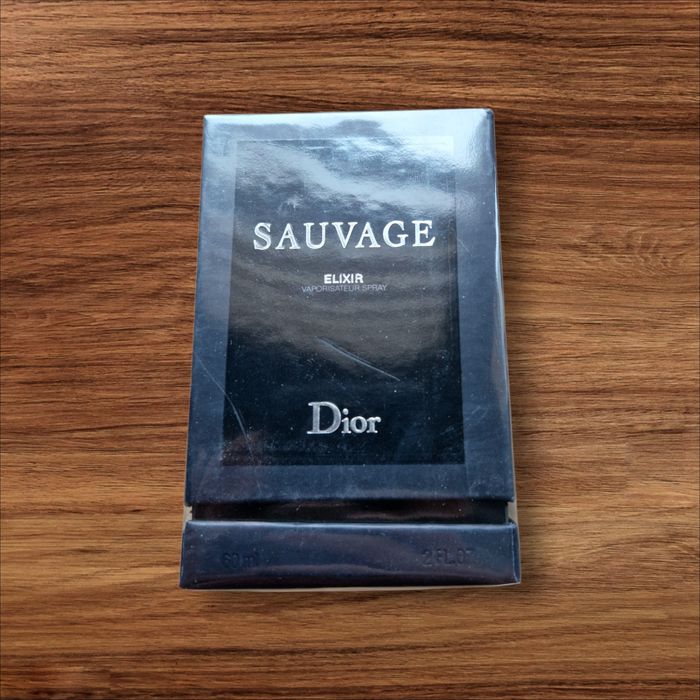 SAUVAGE
ELIXIR
VAPORISATEUR SPRAY
Dior
60 ml 2 FL.OZ